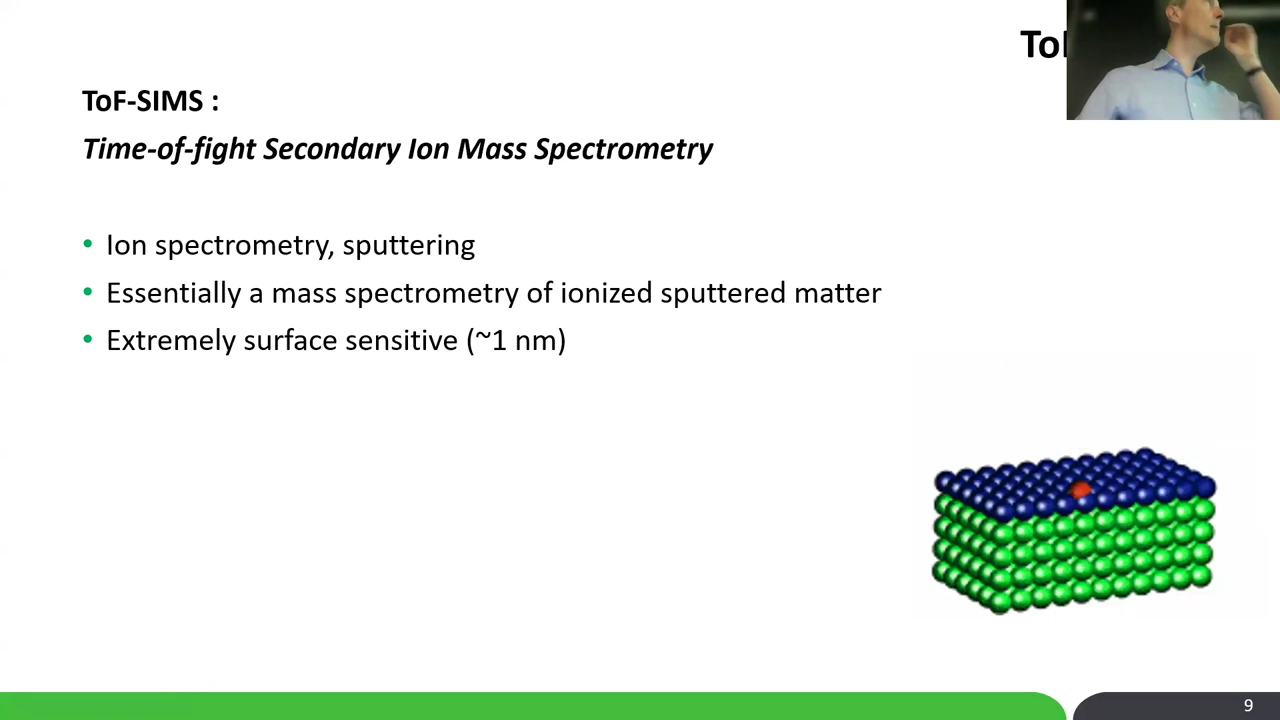 ToF-SIMS :
Time-of-fight Secondary Ion Mass Spectrometry
• Ion spectrometry, sputtering
• Essentially a mass spectrometry of ionized sputtered matter
• Extremely surface sensitive (~1 nm)
9